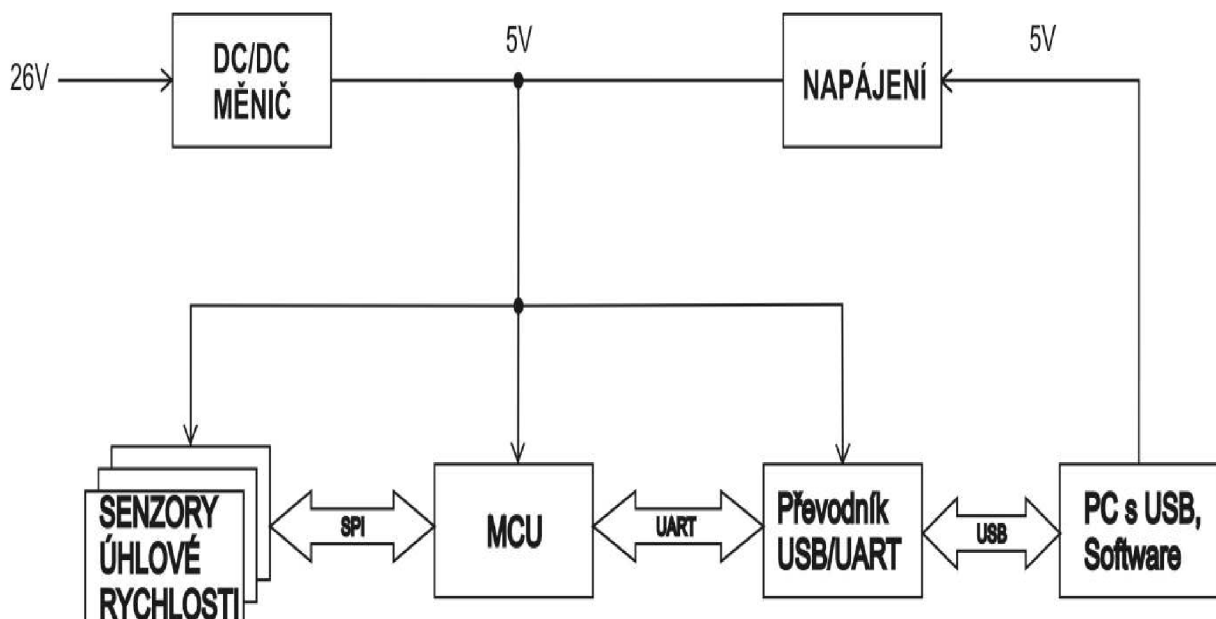 26V
DC/DC
MĚNIČ
5V
NAPÁJENÍ
5V
SENZORY
ÚHLOVÉ
RYCHLOSTI
SPI
MCU
UART
Převodník
USB/UART
USB
PC s USB,
Software